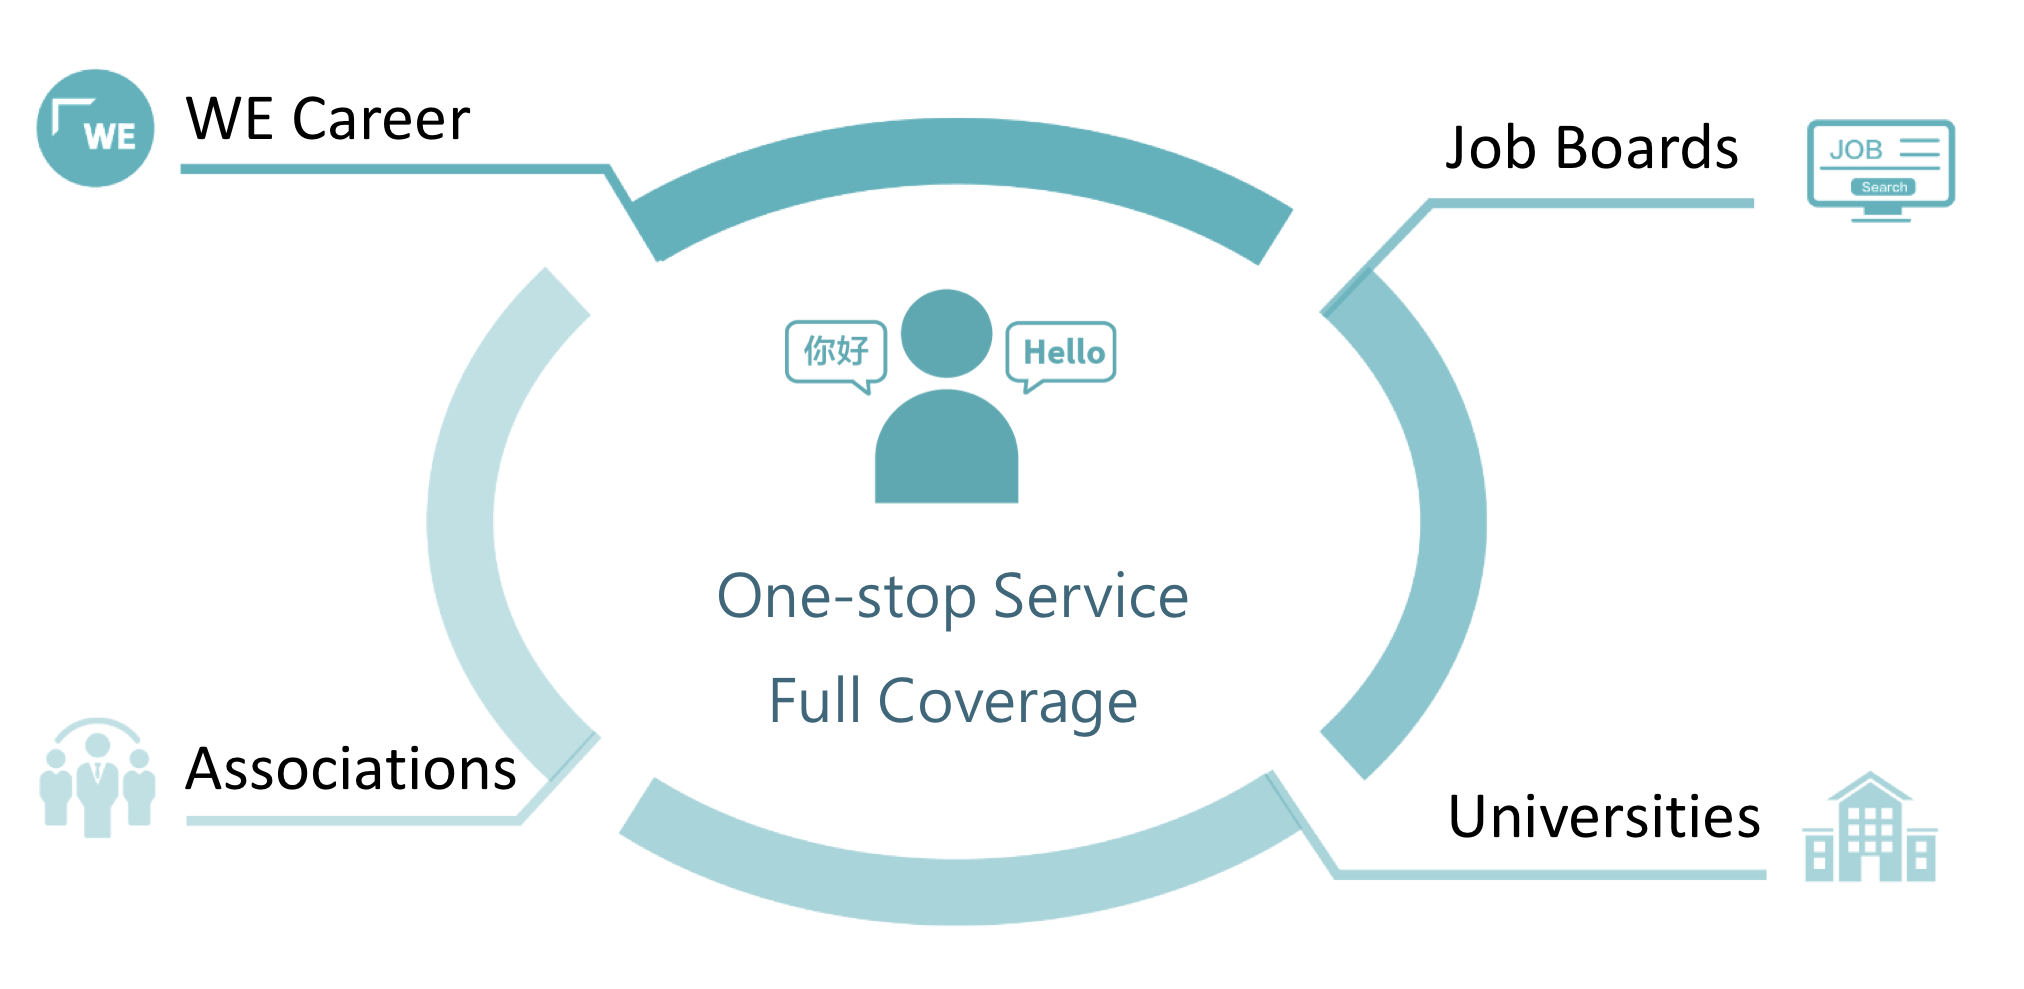 WE
WE Career
Job Boards
JOB
Search
你好
Hello
One-stop Service
Full Coverage
Associations
Universities